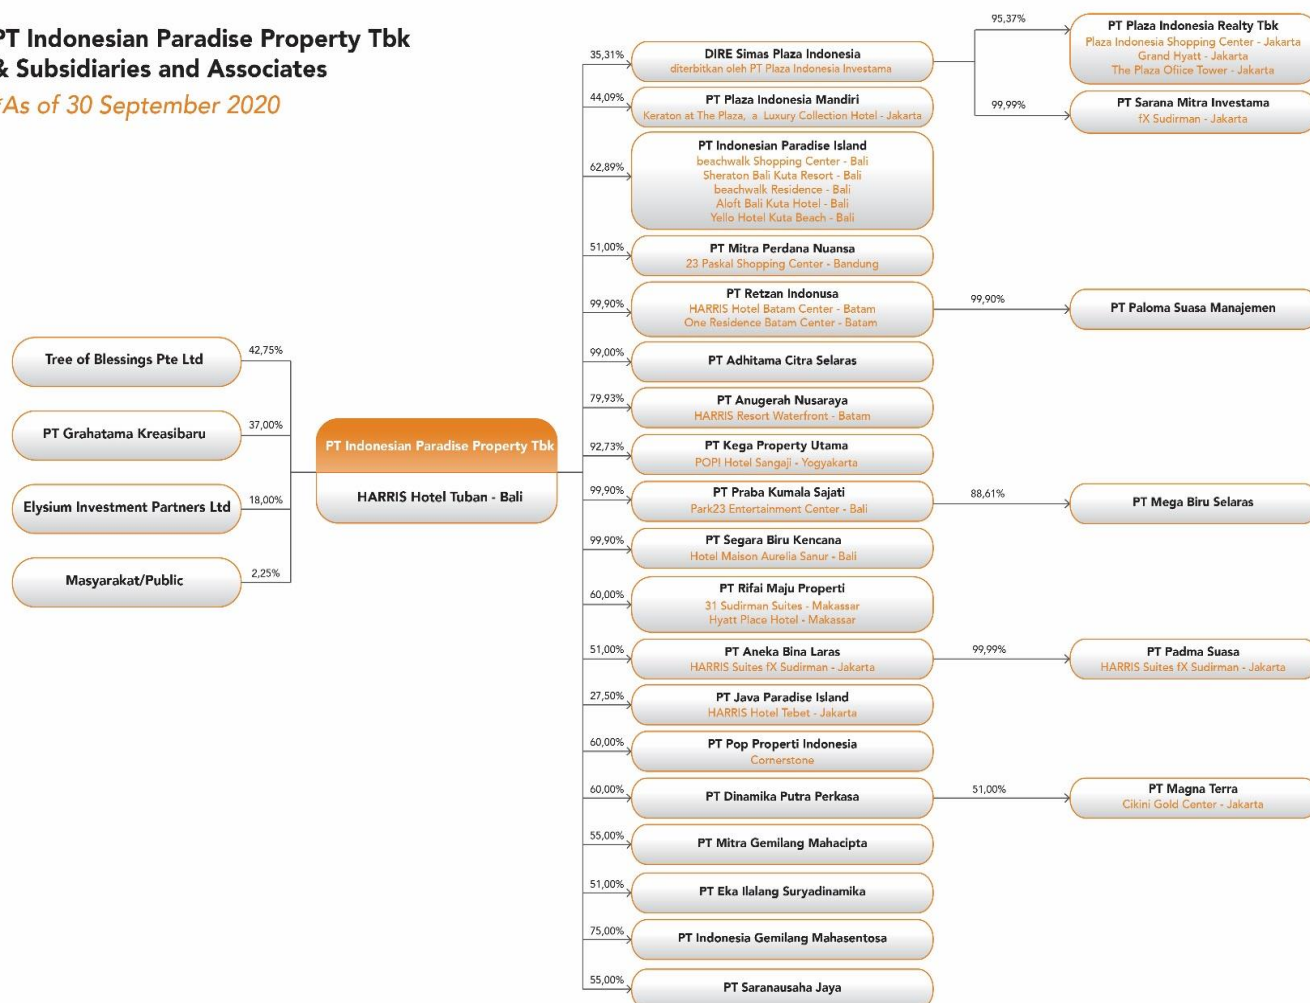 PT Indonesian Paradise Property Tbk
& Subsidiaries and Associates
*As of 30 September 2020
Tree of Blessings Pte Ltd
42,75%
PT Grahatama Kreasibaru
37,00%
Elysium Investment Partners Ltd
18,00%
Masyarakat/Public
2,25%
PT Indonesian Paradise Property Tbk
HARRIS Hotel Tuban - Bali
35,31%
DIRE Simas Plaza Indonesia
diterbitkan oleh PT Plaza Indonesia Investama
95,37%
PT Plaza Indonesia Realty Tbk
Plaza Indonesia Shopping Center - Jakarta
Grand Hyatt - Jakarta
The Plaza Ofiice Tower - Jakarta
99,99%
PT Sarana Mitra Investama
fX Sudirman - Jakarta
44,09%
PT Plaza Indonesia Mandiri
Keraton at The Plaza, a Luxury Collection Hotel - Jakarta
62,89%
PT Indonesian Paradise Island
beachwalk Shopping Center - Bali
Sheraton Bali Kuta Resort - Bali
beachwalk Residence - Bali
Aloft Bali Kuta Hotel - Bali
Yello Hotel Kuta Beach - Bali
51,00%
PT Mitra Perdana Nuansa
23 Paskal Shopping Center - Bandung
99,90%
PT Retzan Indonusa
HARRIS Hotel Batam Center - Batam
One Residence Batam Center - Batam
99,90%
PT Paloma Suasa Manajemen
99,00%
PT Adhitama Citra Selaras
79,93%
PT Anugerah Nusaraya
HARRIS Resort Waterfront - Batam
92,73%
PT Kega Property Utama
POP! Hotel Sangaji - Yogyakarta
99,90%
PT Praba Kumala Sajati
Park23 Entertainment Center - Bali
88,61%
PT Mega Biru Selaras
99,90%
PT Segara Biru Kencana
Hotel Maison Aurelia Sanur - Bali
60,00%
PT Rifai Maju Properti
31 Sudirman Suites - Makassar
Hyatt Place Hotel - Makassar
51,00%
PT Aneka Bina Laras
HARRIS Suites fX Sudirman - Jakarta
99,99%
PT Padma Suasa
HARRIS Suites fX Sudirman - Jakarta
27,50%
PT Java Paradise Island
HARRIS Hotel Tebet - Jakarta
60,00%
PT Pop Properti Indonesia
Cornerstone
60,00%
PT Dinamika Putra Perkasa
51,00%
PT Magna Terra
Cikini Gold Center - Jakarta
55,00%
PT Mitra Gemilang Mahacipta
51,00%
PT Eka Ilalang Suryadinamika
75,00%
PT Indonesia Gemilang Mahasentosa
55,00%
PT Saranausaha Jaya